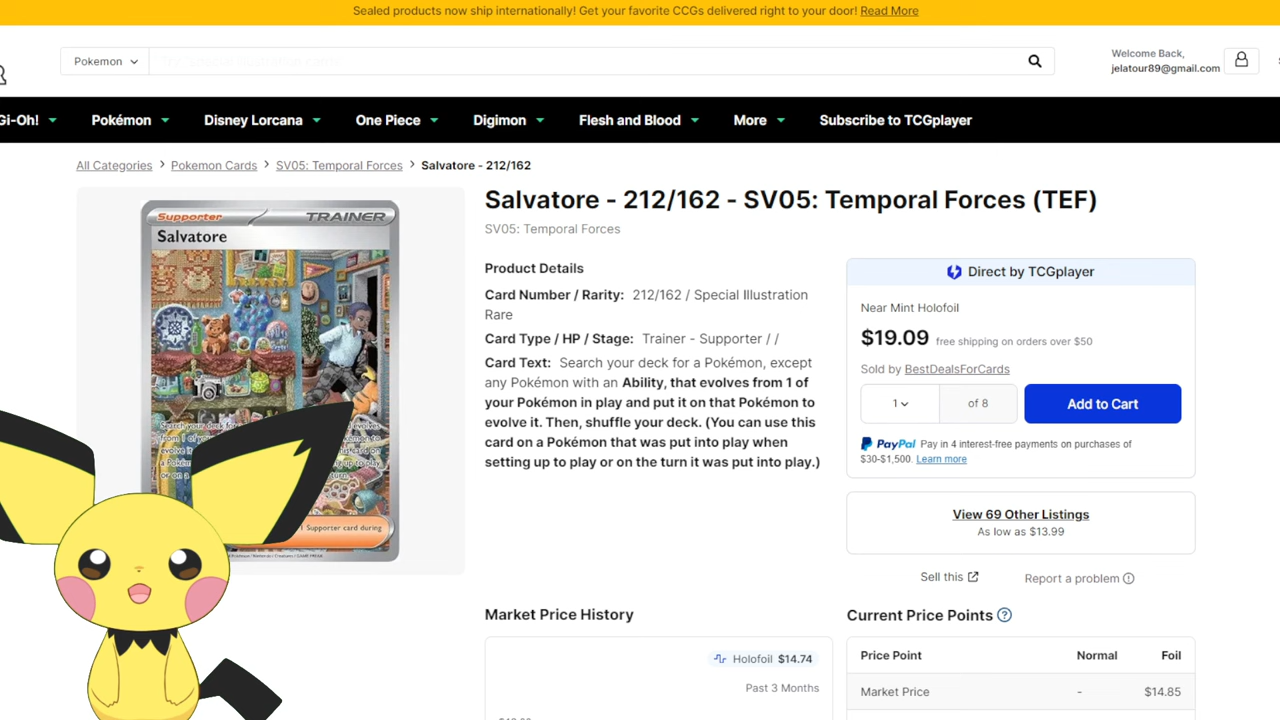 Sealed products now ship internationally! Get your favorite CCGs delivered right to your door! Read More
Pokemon
Welcome Back,
jelatour89@gmail.com
Gi-Oh!
Pokémon
Disney Lorcana
One Piece
Digimon
Flesh and Blood
More
Subscribe to TCGplayer
All Categories > Pokemon Cards > SV05: Temporal Forces > Salvatore - 212/162
Supporter
TRAINER
Salvatore
Supporter card during
Salvatore - 212/162 - SV05: Temporal Forces (TEF)
SV05: Temporal Forces
Product Details
Card Number / Rarity: 212/162 / Special Illustration
Rare
Card Type / HP / Stage: Trainer - Supporter / /
Card Text: Search your deck for a Pokémon, except
any Pokémon with an Ability, that evolves from 1 of
your Pokémon in play and put it on that Pokémon to
evolve it. Then, shuffle your deck. (You can use this
card on a Pokémon that was put into play when
setting up to play or on the turn it was put into play.)
Direct by TCGplayer
Near Mint Holofoil
$19.09 free shipping on orders over $50
Sold by BestDealsForCards
1
of 8
Add to Cart
PayPal Pay in 4 interest-free payments on purchases of
$30-$1,500. Learn more
View 69 Other Listings
As low as $13.99
Sell this
Report a problem
Market Price History
Holofoil $14.74
Past 3 Months
Current Price Points
Price Point Normal Foil
Market Price - $14.85